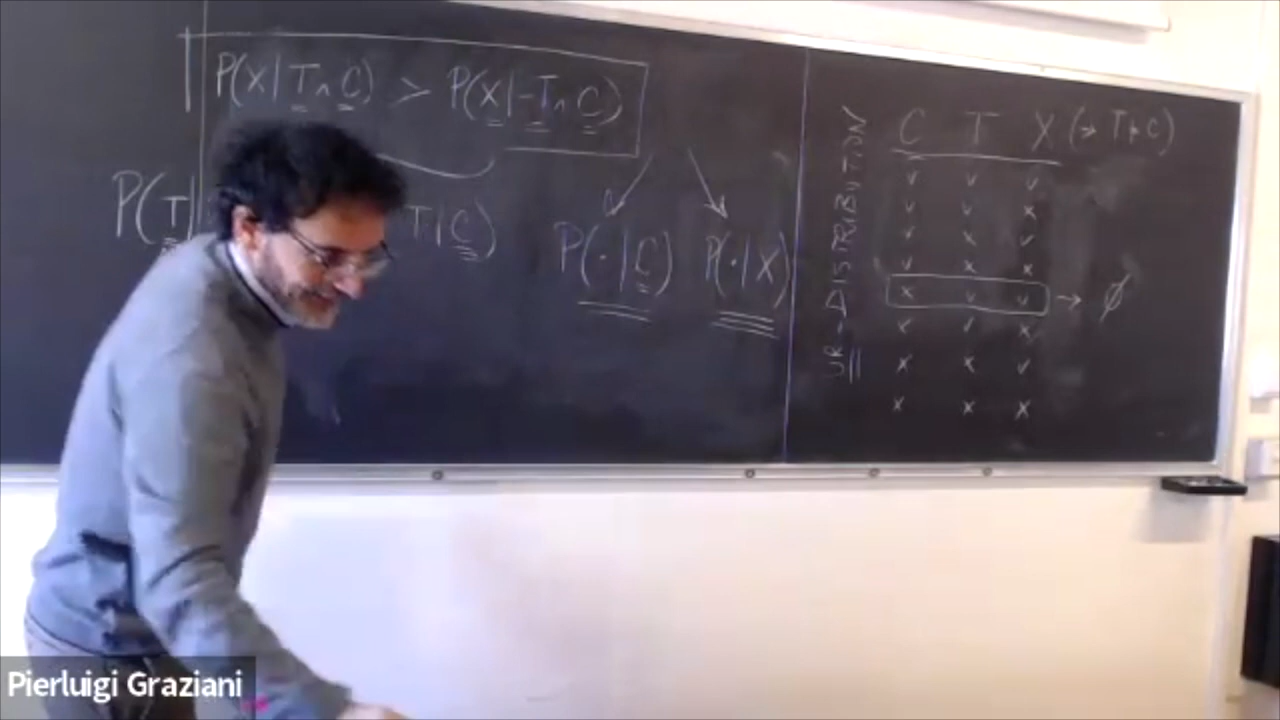 P(X|T∧C) > P(X|¬T∧C)
P(T|
T|C)
P(·|C) P(·|X)
UR-DISTRIBUTION
C T X (→ T⊨C)
v v v
v v x
v x v
v x x
x v v → ∅
x v x
x x v
x x x
Pierluigi Graziani